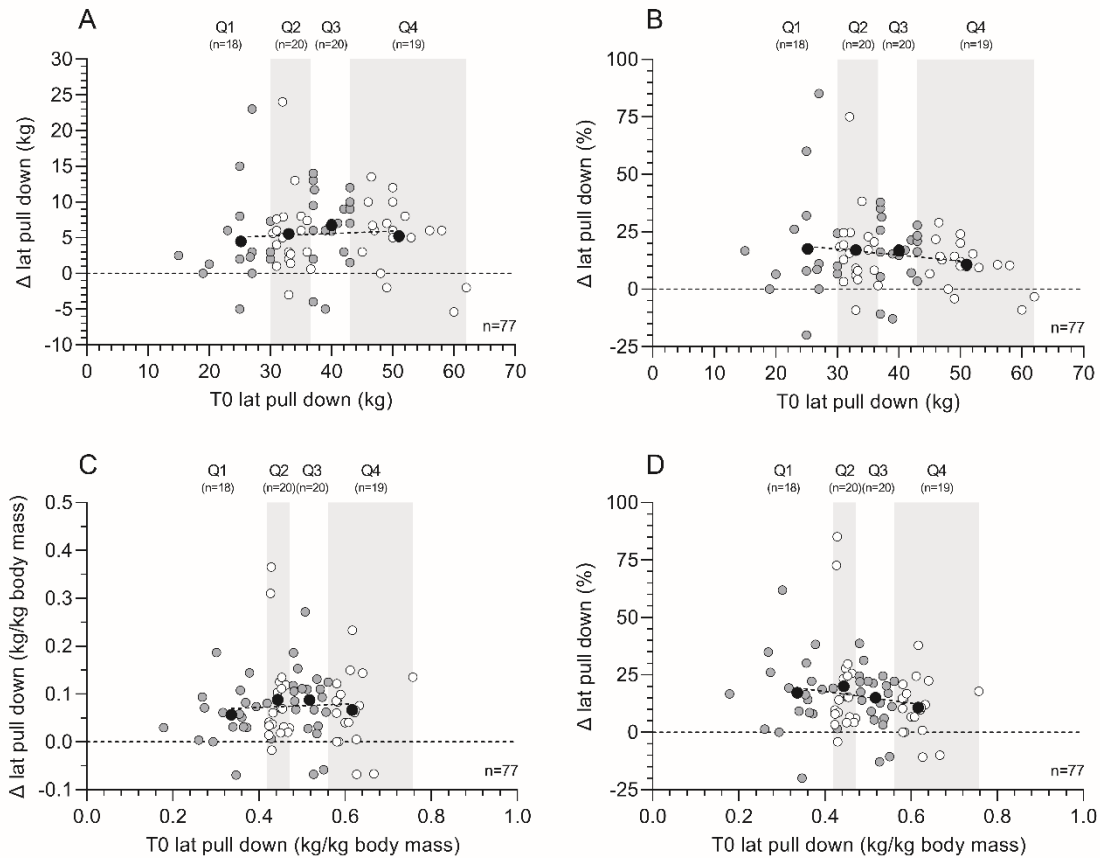 A
Q1 Q2 Q3 Q4
(n=18) (n=20) (n=20) (n=19)
30
25
20
15
10
5
0
-5
-10
Δ lat pull down (kg)
n=77
0 10 20 30 40 50 60 70
T0 lat pull down (kg)
B
Q1 Q2 Q3 Q4
(n=18) (n=20) (n=20) (n=19)
100
75
50
25
0
-25
Δ lat pull down (%)
n=77
0 10 20 30 40 50 60 70
T0 lat pull down (kg)
C
Q1 Q2 Q3 Q4
(n=18) (n=20) (n=20) (n=19)
0.5
0.4
0.3
0.2
0.1
0.0
-0.1
Δ lat pull down (kg/kg body mass)
n=77
0.0 0.2 0.4 0.6 0.8 1.0
T0 lat pull down (kg/kg body mass)
D
Q1 Q2 Q3 Q4
(n=18) (n=20) (n=20) (n=19)
100
75
50
25
0
-25
Δ lat pull down (%)
n=77
0.0 0.2 0.4 0.6 0.8 1.0
T0 lat pull down (kg/kg body mass)